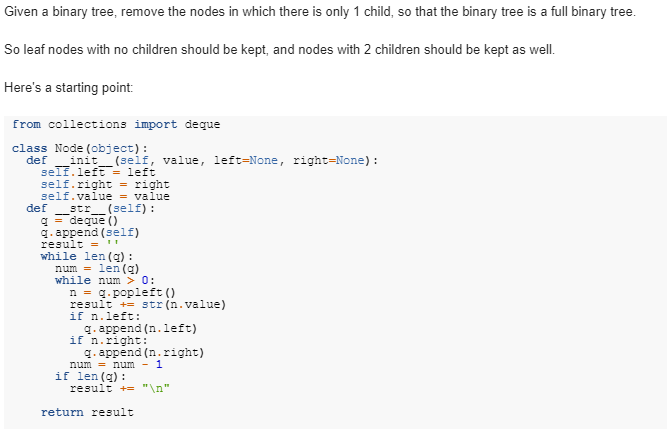 Given a binary tree, remove the nodes in which there is only 1 child, so that the binary tree is a full binary tree.
So leaf nodes with no children should be kept, and nodes with 2 children should be kept as well.
Here's a starting point:
from collections import deque
class Node(object):
  def __init__(self, value, left=None, right=None):
    self.left = left
    self.right = right
    self.value = value
  def __str__(self):
    q = deque()
    q.append(self)
    result = ''
    while len(q):
      num = len(q)
      while num > 0:
        n = q.popleft()
        result += str(n.value)
        if n.left:
          q.append(n.left)
        if n.right:
          q.append(n.right)
        num = num - 1
      if len(q):
        result += "\n"
    return result